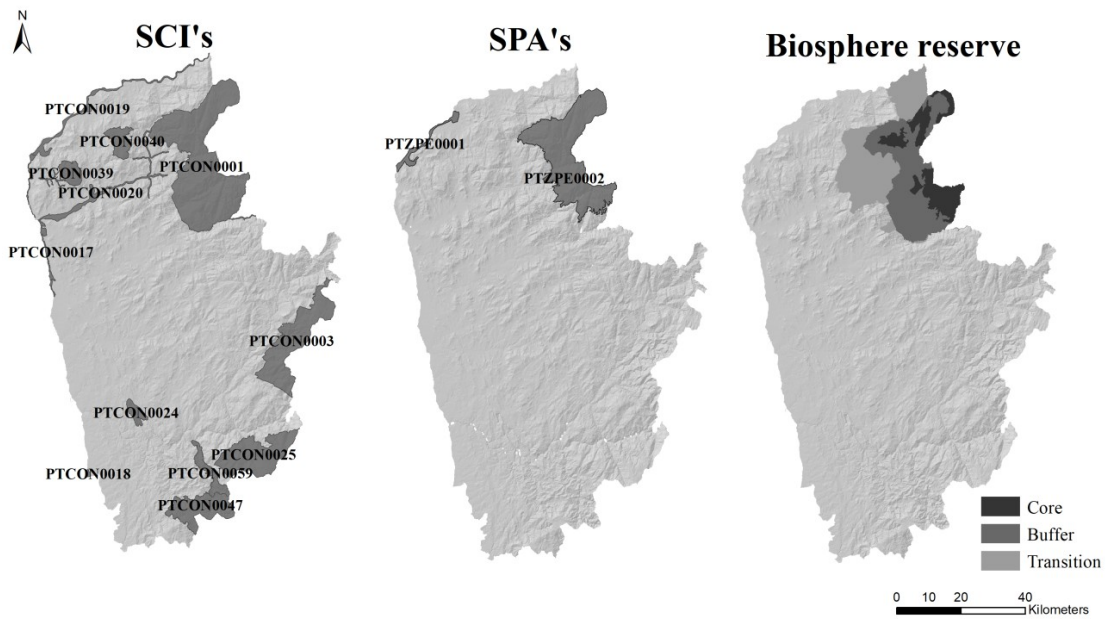 N
SCI's
SPA's
Biosphere reserve
PTCON0019
PTCON0040
PTCON0001
PTCON0039
PTCON0020
PTCON0017
PTCON0003
PTCON0024
PTCON0025
PTCON0018
PTCON0059
PTCON0047
PTZPE0001
PTZPE0002
Core
Buffer
Transition
0 10 20 40
Kilometers